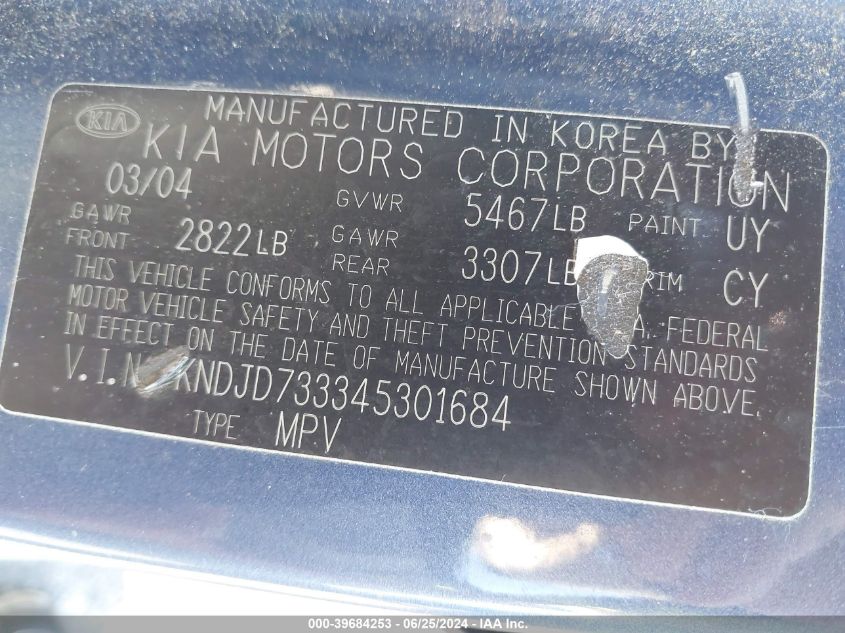 KIA
MANUFACTURED IN KOREA BY
KIA MOTORS CORPORATION
03/04 GVWR 5467LB PAINT UY
GAWR FRONT 2822LB GAWR REAR 3307LB CY
THIS VEHICLE CONFORMS TO ALL APPLICABLE FEDERAL
MOTOR VEHICLE SAFETY AND THEFT PREVENTION STANDARDS
IN EFFECT ON THE DATE OF MANUFACTURE SHOWN ABOVE.
V.I.N KNDJD733345301684
TYPE MPV
000-39684253 - 06/25/2024 - IAA Inc.